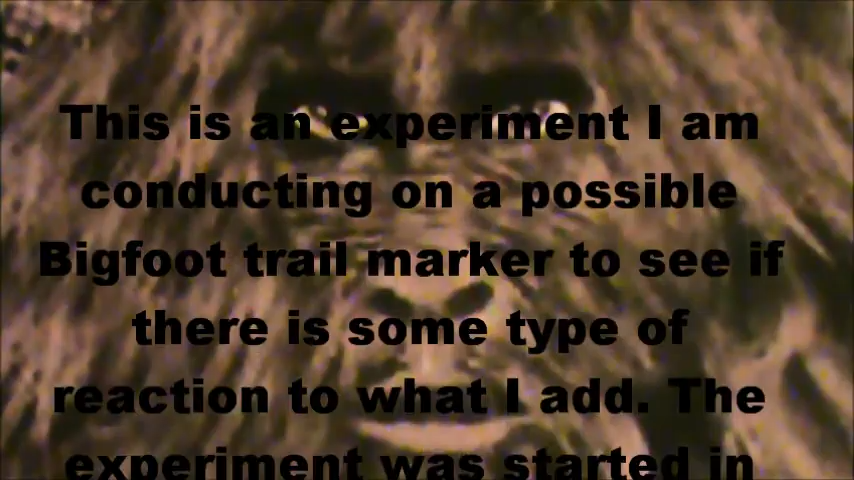 This is an experiment I am
conducting on a possible
Bigfoot trail marker to see if
there is some type of
reaction to what I add. The
experiment was started in